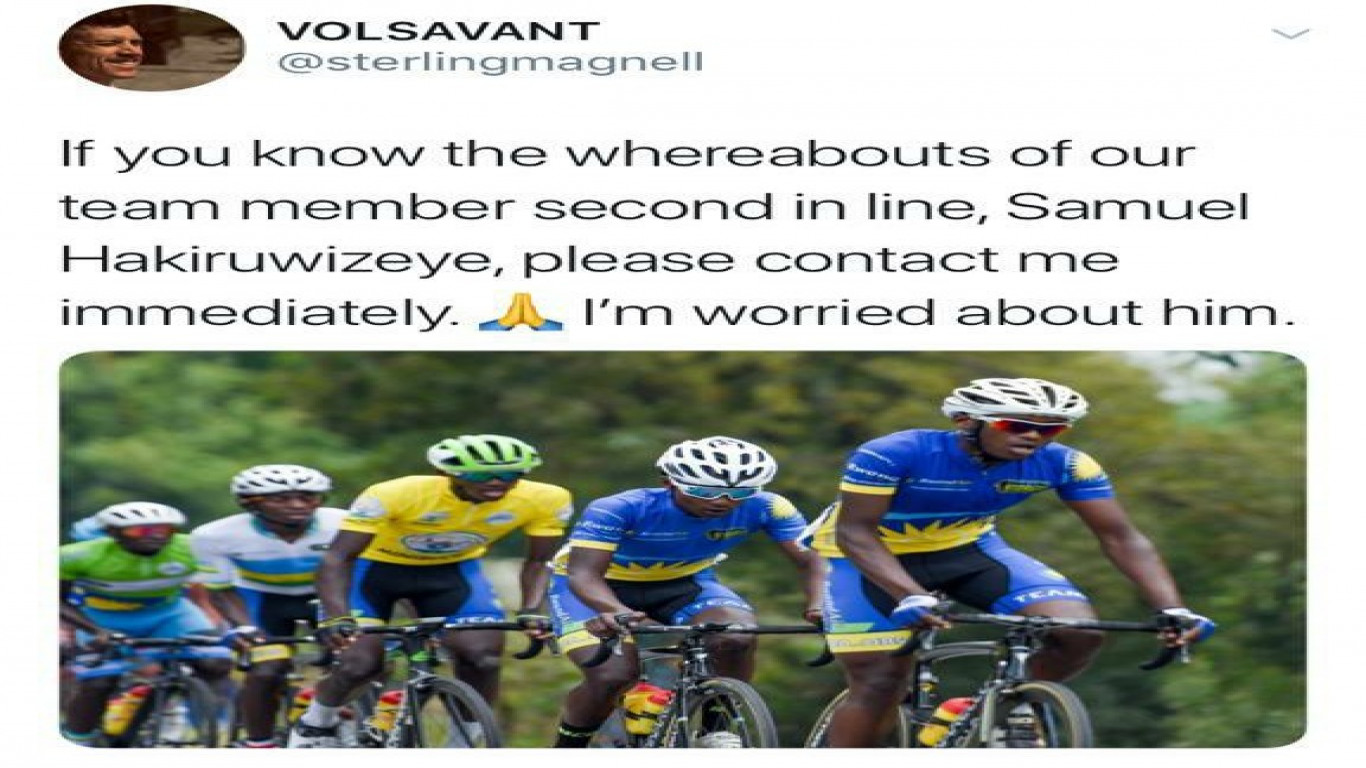 VOLSAVANT
@sterlingmagnell
If you know the whereabouts of our
team member second in line, Samuel
Hakiruwizeye, please contact me
immediately. 🙏 I’m worried about him.
TEAM